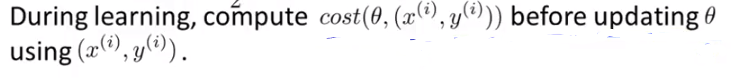 During learning, compute cost(θ, (x^(i), y^(i))) before updating θ
using (x^(i), y^(i)).